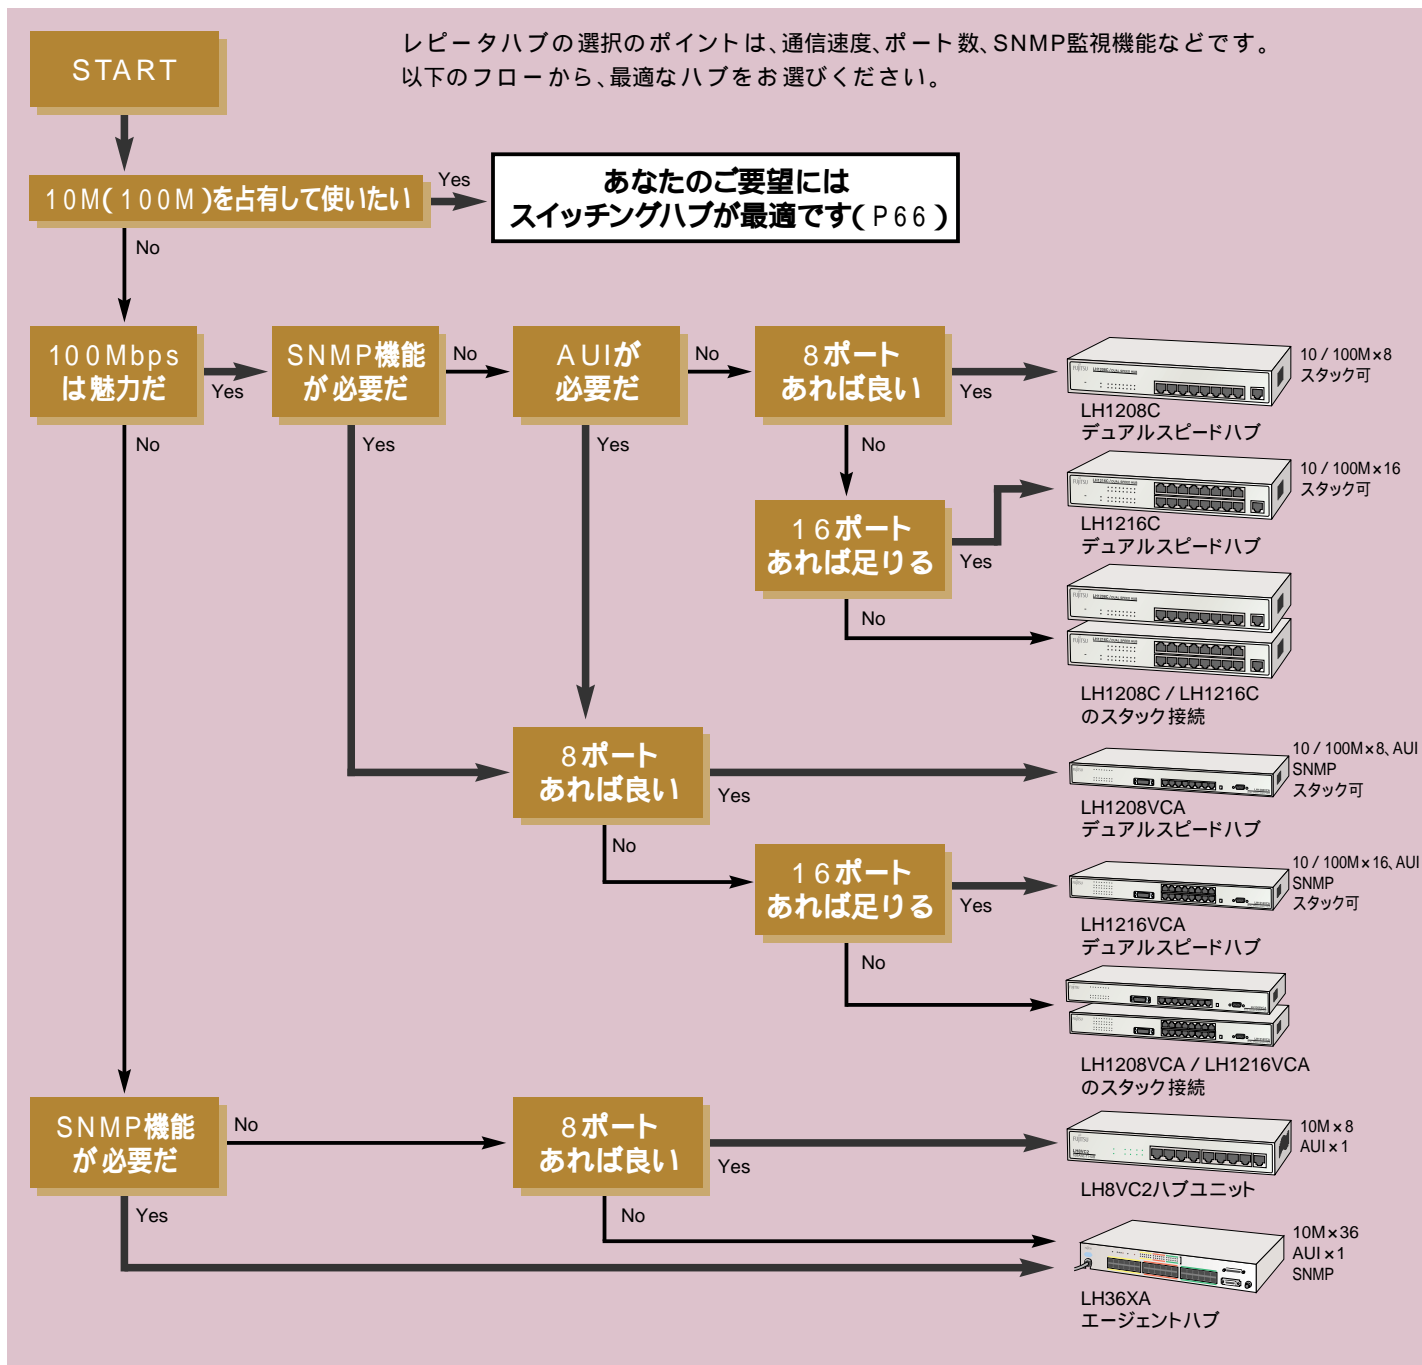 START
レピータハブの選択のポイントは、通信速度、ポート数、SNMP監視機能などです。
以下のフローから、最適なハブをお選びください。
10M(100M)を占有して使いたい
Yes
あなたのご要望には
スイッチングハブが最適です(P66)
No
100Mbps
は魅力だ
Yes
SNMP機能
が必要だ
No
AUIが
必要だ
No
8ポート
あれば良い
Yes
10/100M×8
スタック可
LH1208C
デュアルスピードハブ
No
Yes
Yes
No
16ポート
あれば足りる
Yes
10/100M×16
スタック可
LH1216C
デュアルスピードハブ
No
LH1208C/LH1216C
のスタック接続
8ポート
あれば良い
Yes
10/100M×8、AUI
SNMP
スタック可
LH1208VCA
デュアルスピードハブ
No
16ポート
あれば足りる
Yes
10/100M×16、AUI
SNMP
スタック可
LH1216VCA
デュアルスピードハブ
No
LH1208VCA/LH1216VCA
のスタック接続
SNMP機能
が必要だ
No
8ポート
あれば良い
Yes
10M×8
AUI×1
LH8VC2ハブユニット
Yes
No
10M×36
AUI×1
SNMP
LH36XA
エージェントハブ